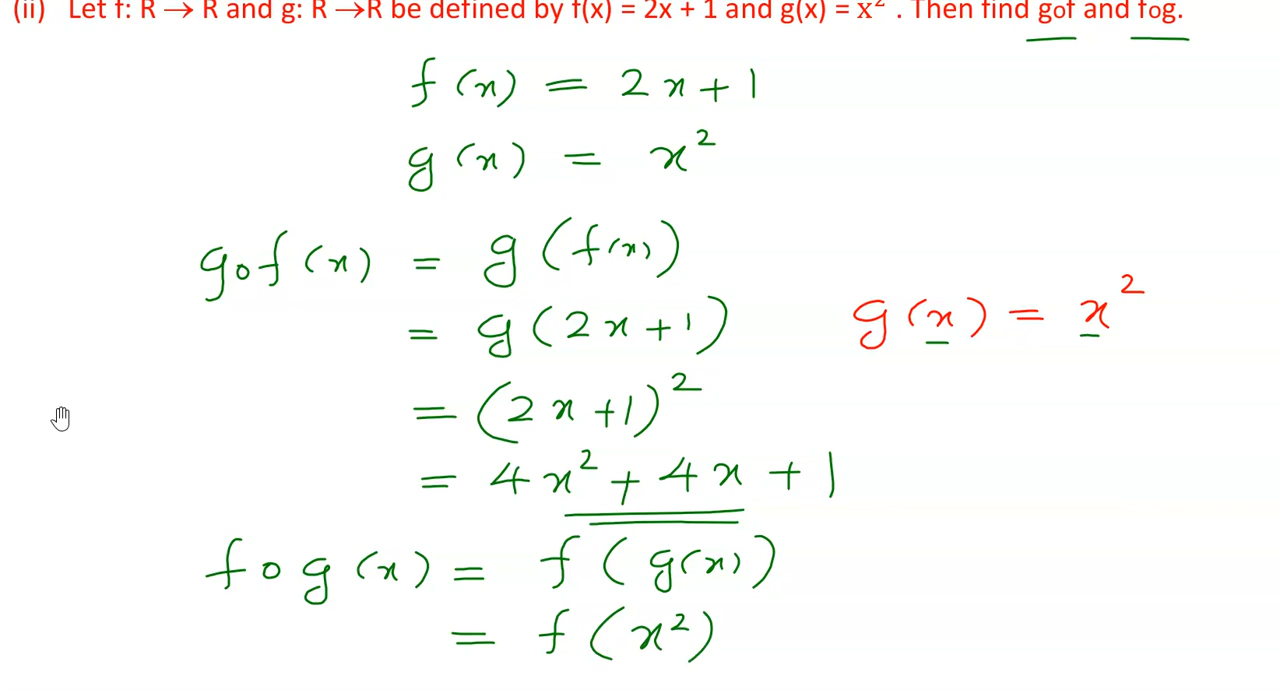 (ii) Let f: R → R and g: R →R be defined by f(x) = 2x + 1 and g(x) = x². Then find gof and fog.
f(x) = 2x + 1
g(x) = x²
gof(x) = g(f(x))
= g(2x+1)
g(x) = x²
= (2x+1)²
= 4x² + 4x + 1
fog(x) = f(g(x))
= f(x²)